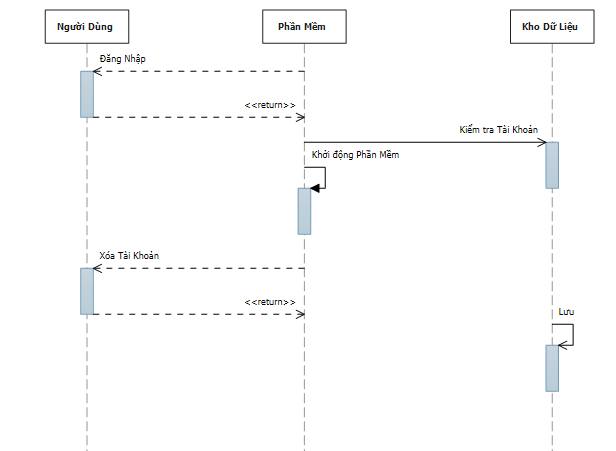 Người Dùng
Phần Mềm
Kho Dữ Liệu
Đăng Nhập
<<return>>
Kiểm tra Tài Khoản
Khởi động Phần Mềm
Xóa Tài Khoản
<<return>>
Lưu